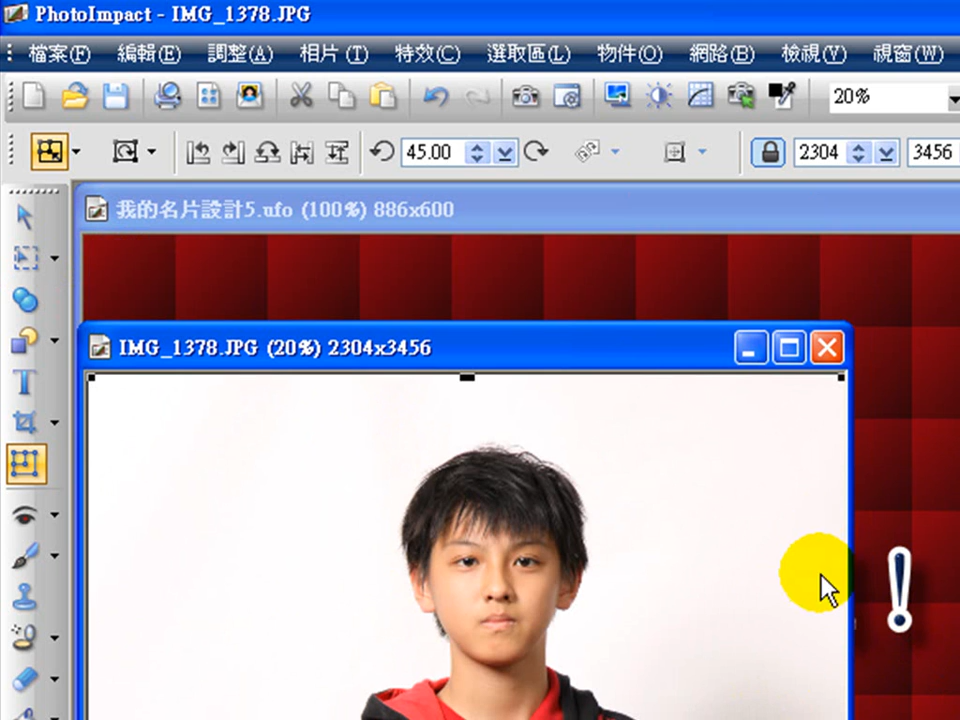 PhotoImpact - IMG_1378.JPG
檔案(F) 編輯(E) 調整(A) 相片(T) 特效(C) 選取區(L) 物件(O) 網路(B) 檢視(V) 視窗(W)
20%
45.00 2304 3456
我的名片設計5.ufo (100%) 886x600
IMG_1378.JPG (20%) 2304x3456
T
!